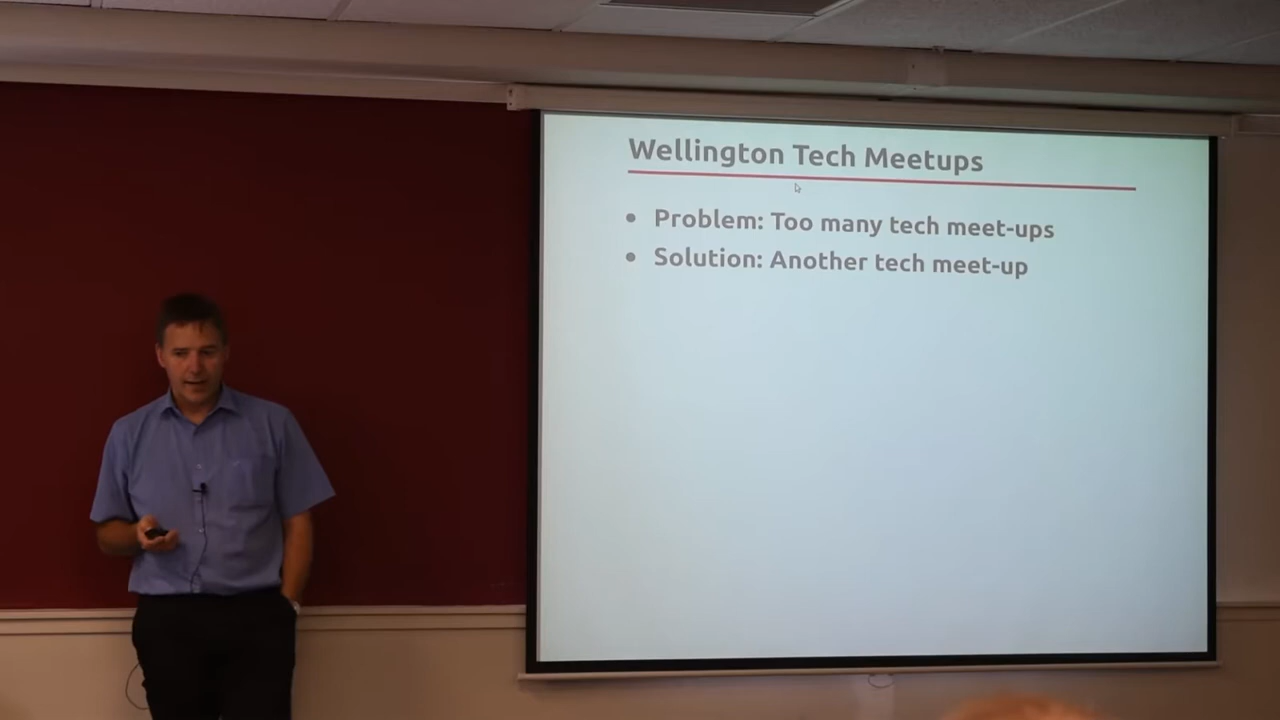 Wellington Tech Meetups
• Problem: Too many tech meet-ups
• Solution: Another tech meet-up